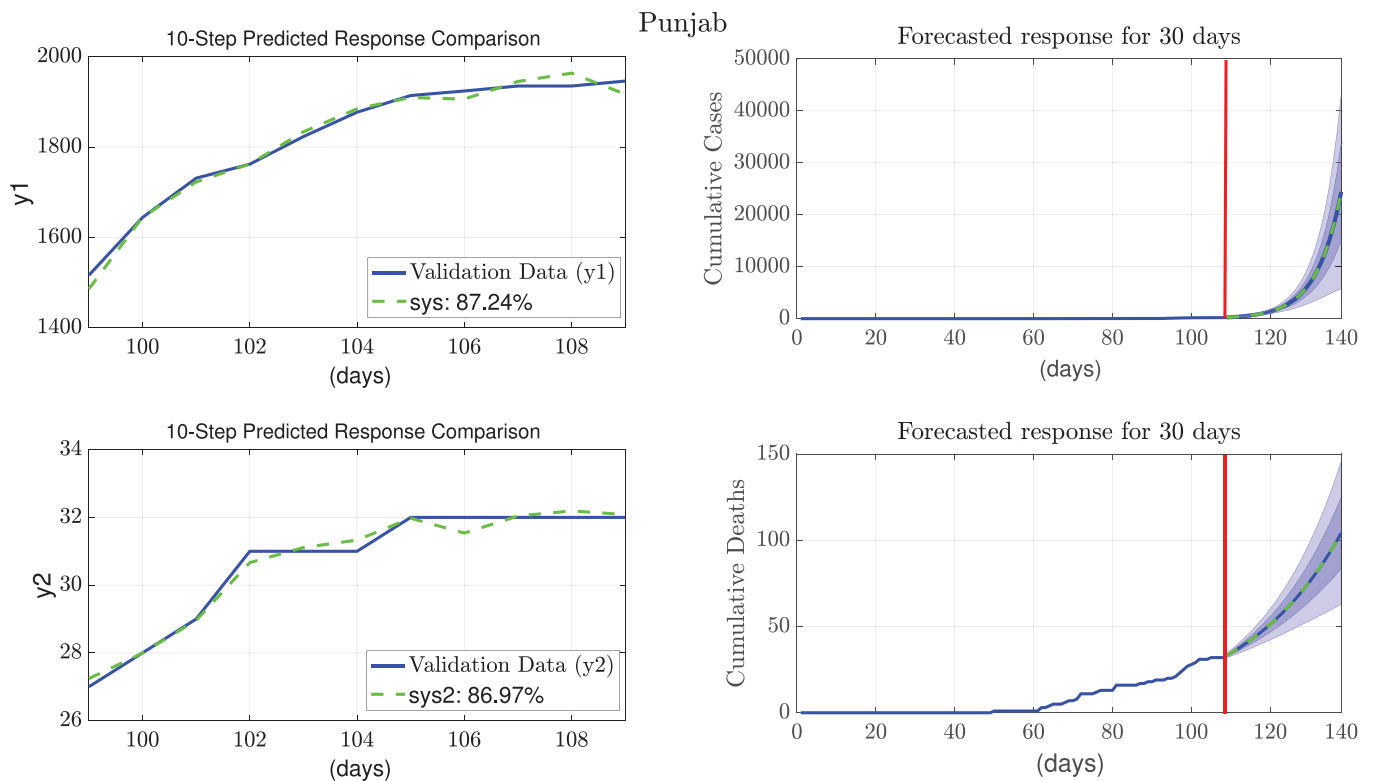 Punjab
10-Step Predicted Response Comparison
2000
1800
1600
1400
y1
Validation Data (y1)
sys: 87.24%
100 102 104 106 108
(days)
Forecasted response for 30 days
50000
40000
30000
20000
10000
0
Cumulative Cases
0 20 40 60 80 100 120 140
(days)
10-Step Predicted Response Comparison
34
32
30
28
26
y2
Validation Data (y2)
sys2: 86.97%
100 102 104 106 108
(days)
Forecasted response for 30 days
150
100
50
0
Cumulative Deaths
0 20 40 60 80 100 120 140
(days)